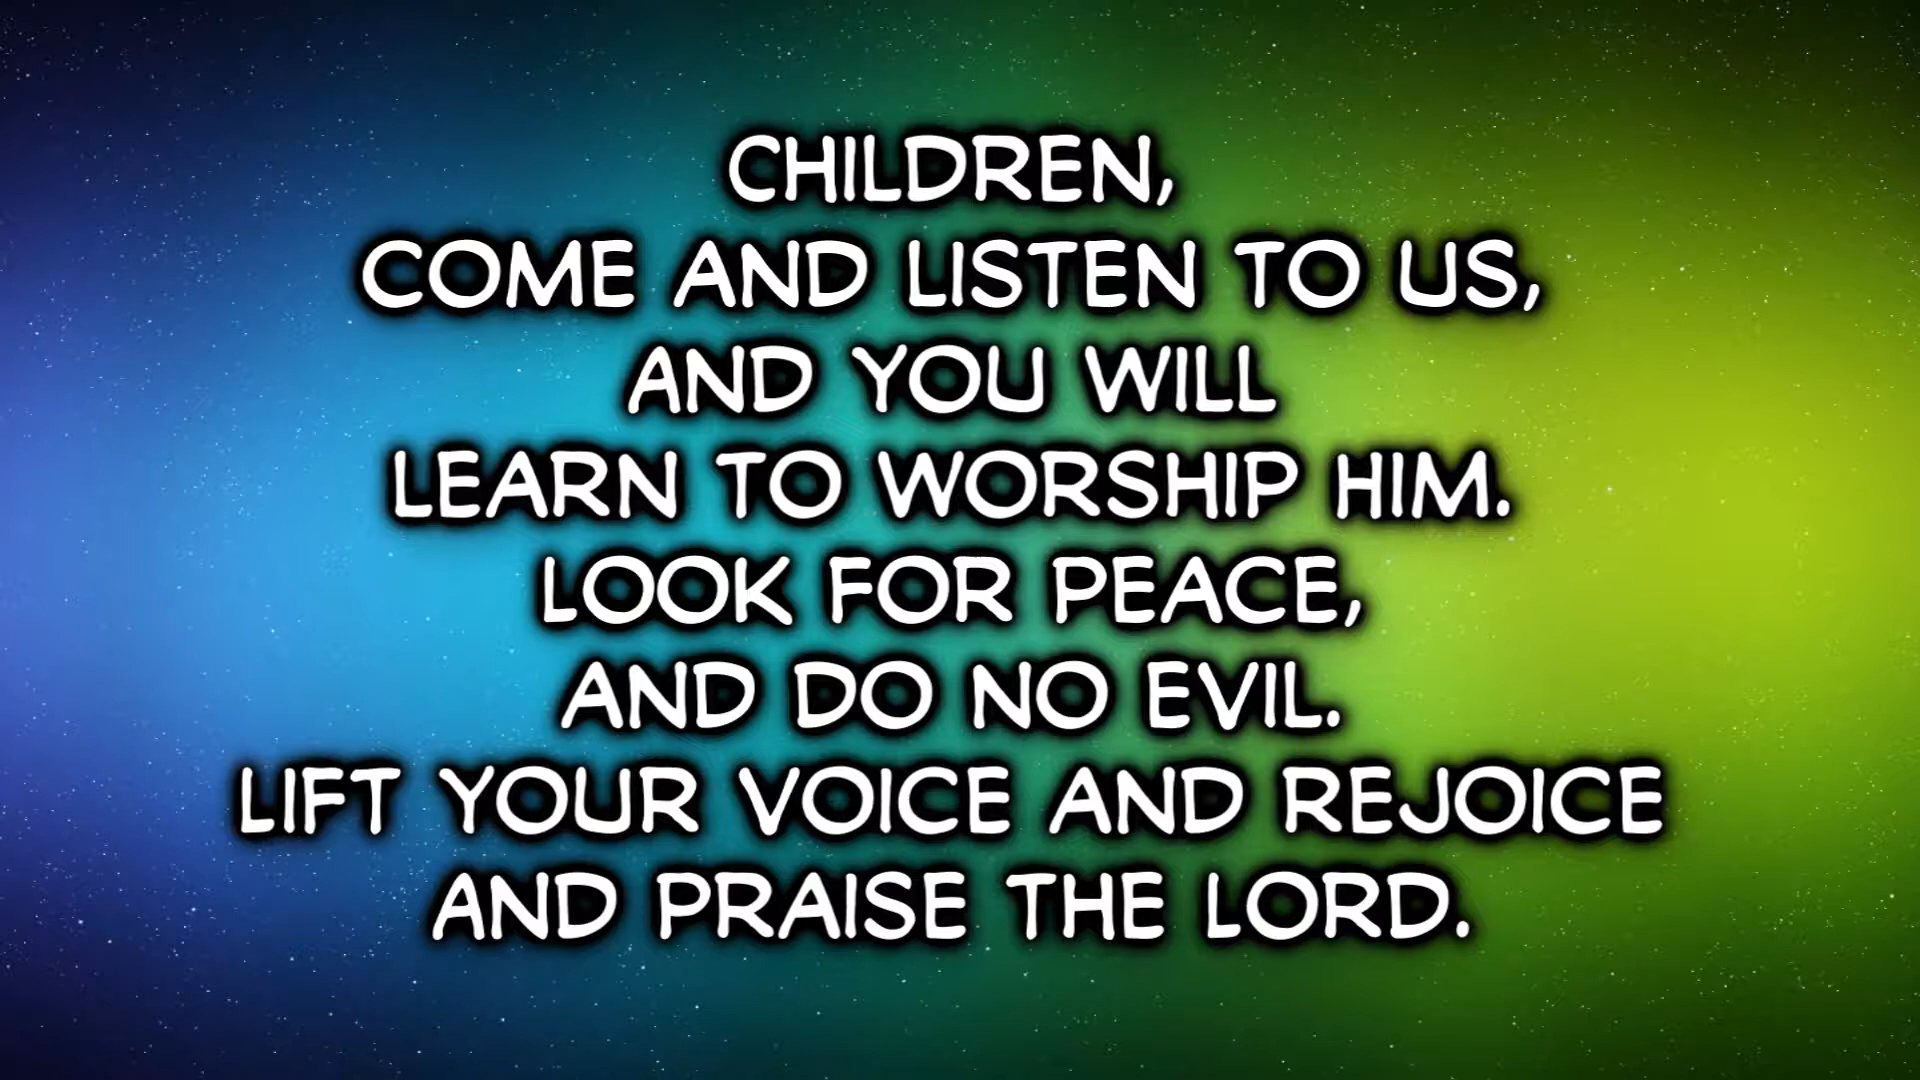 CHILDREN,
COME AND LISTEN TO US,
AND YOU WILL
LEARN TO WORSHIP HIM.
LOOK FOR PEACE,
AND DO NO EVIL.
LIFT YOUR VOICE AND REJOICE
AND PRAISE THE LORD.